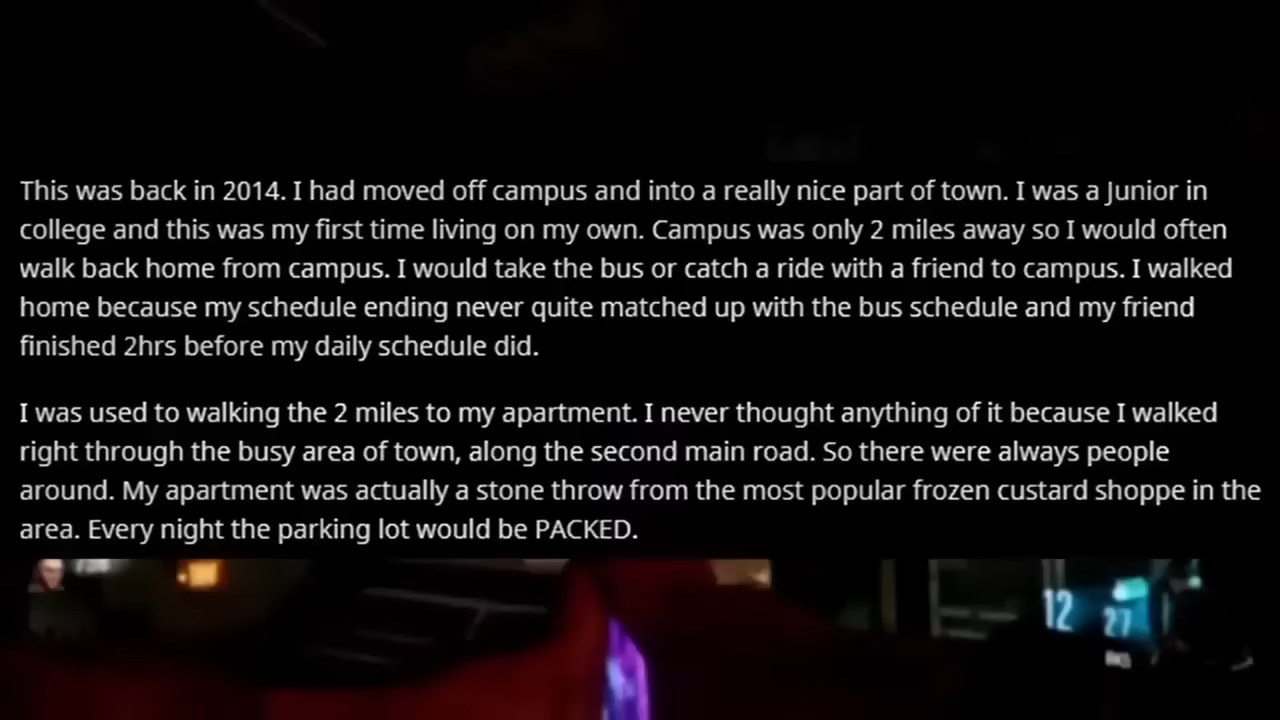 This was back in 2014. I had moved off campus and into a really nice part of town. I was a Junior in
college and this was my first time living on my own. Campus was only 2 miles away so I would often
walk back home from campus. I would take the bus or catch a ride with a friend to campus. I walked
home because my schedule ending never quite matched up with the bus schedule and my friend
finished 2hrs before my daily schedule did.
I was used to walking the 2 miles to my apartment. I never thought anything of it because I walked
right through the busy area of town, along the second main road. So there were always people
around. My apartment was actually a stone throw from the most popular frozen custard shoppe in the
area. Every night the parking lot would be PACKED.
12
27